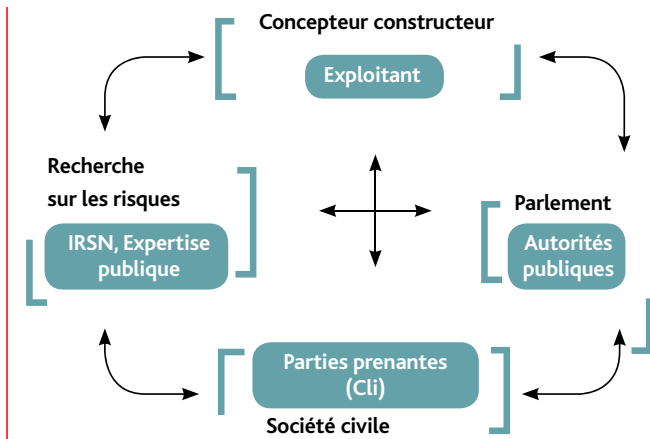 Concepteur constructeur
Exploitant
Recherche
sur les risques
IRSN, Expertise
publique
Parlement
Autorités
publiques
Parties prenantes
(Cli)
Société civile